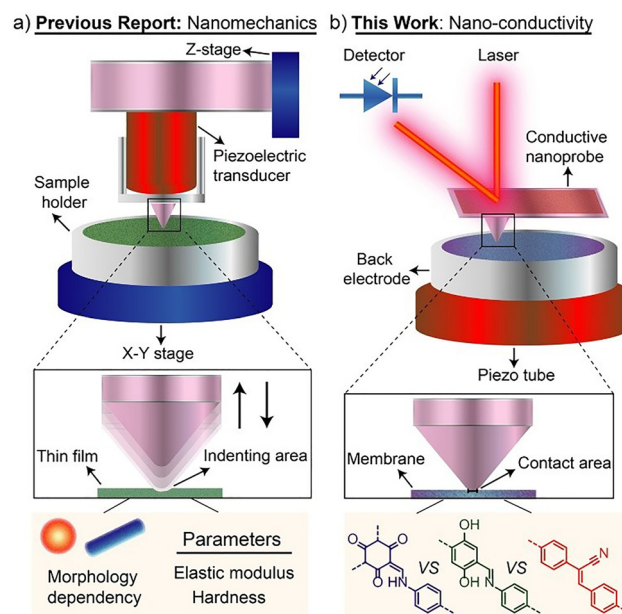 a) Previous Report: Nanomechanics
Z-stage
Piezoelectric
transducer
Sample
holder
X-Y stage
Thin film
Indenting area
Morphology
dependency
Parameters
Elastic modulus
Hardness
b) This Work: Nano-conductivity
Detector
Laser
Conductive
nanoprobe
Back
electrode
Piezo tube
Membrane
Contact area
O
O
O
HN
VS
OH
OH
N
VS
N